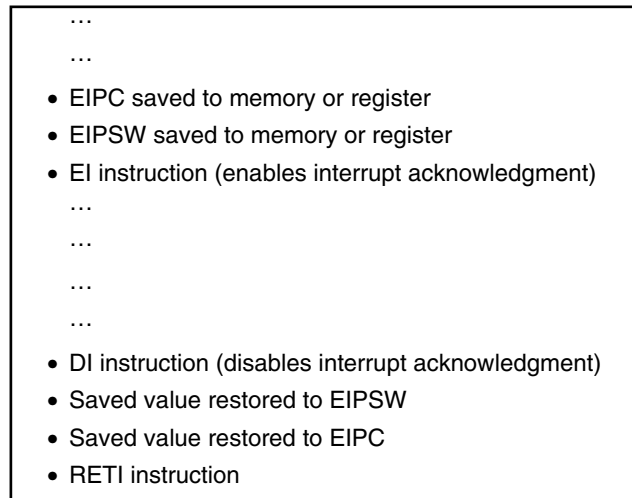 …
…
• EIPC saved to memory or register
• EIPSW saved to memory or register
• EI instruction (enables interrupt acknowledgment)
…
…
…
…
• DI instruction (disables interrupt acknowledgment)
• Saved value restored to EIPSW
• Saved value restored to EIPC
• RETI instruction